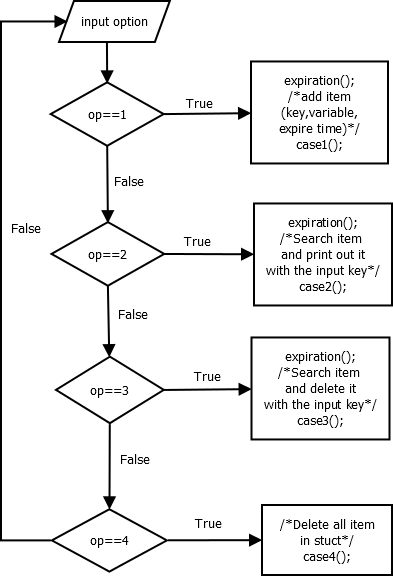 input option
op==1
True
expiration();
/*add item
(key,variable,
expire time)*/
case1();
False
False
op==2
True
expiration();
/*Search item
and print out it
with the input key*/
case2();
False
op==3
True
expiration();
/*Search item
and delete it
with the input key*/
case3();
False
op==4
True
/*Delete all item
in stuct*/
case4();